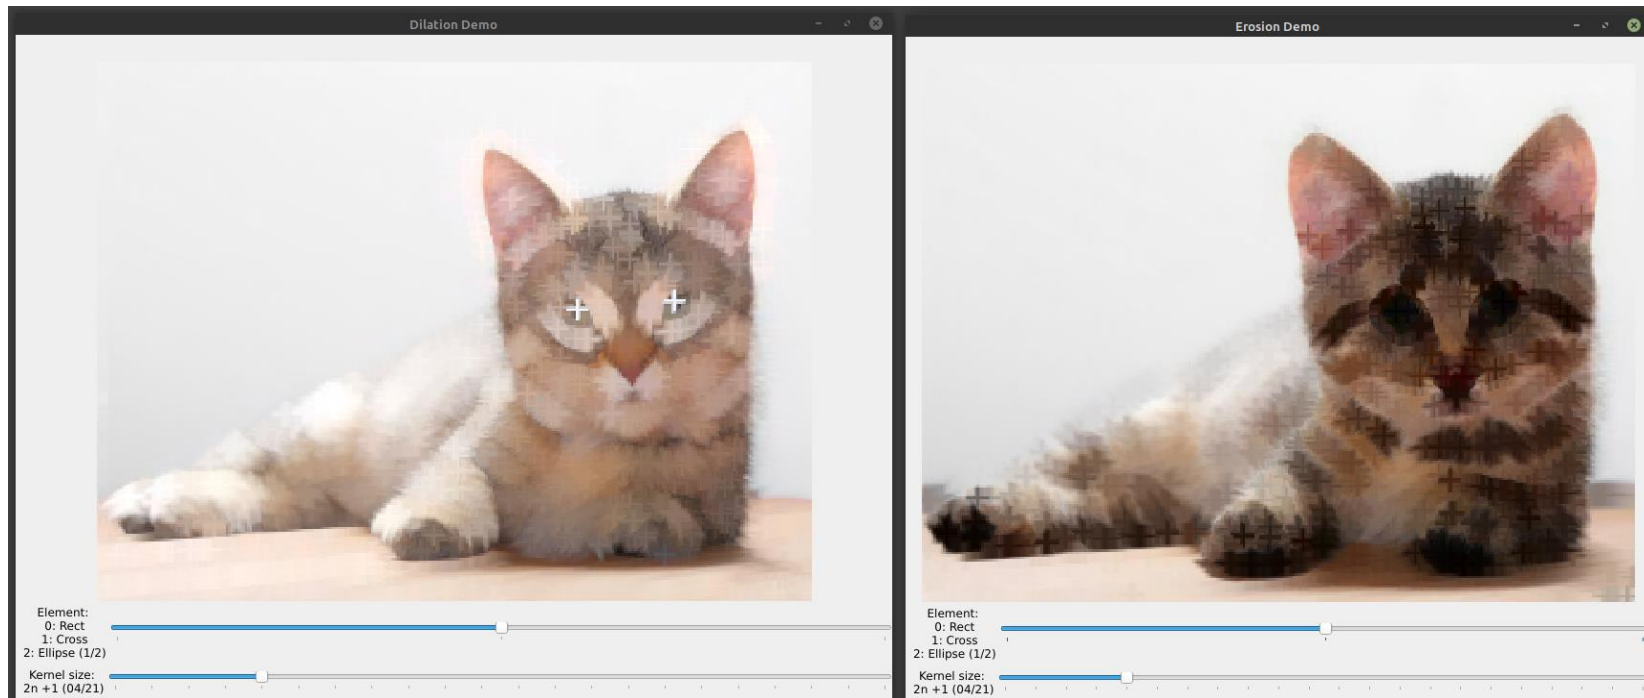 Dilation Demo
Element:
0: Rect
1: Cross
2: Ellipse (1/2)
Kernel size:
2n +1 (04/21)
Erosion Demo
Element:
0: Rect
1: Cross
2: Ellipse (1/2)
Kernel size:
2n +1 (04/21)